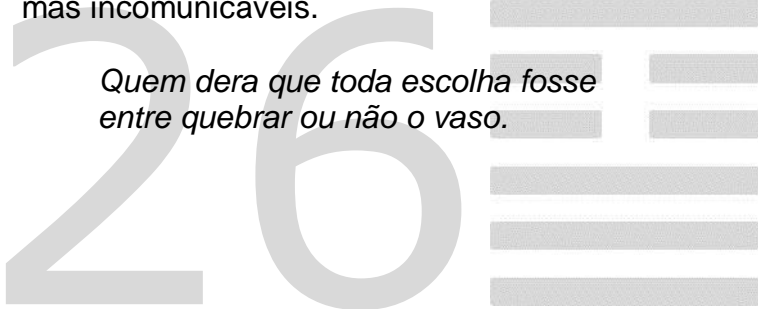 mas incomunicáveis.
Quem dera que toda escolha fosse
entre quebrar ou não o vaso.
26